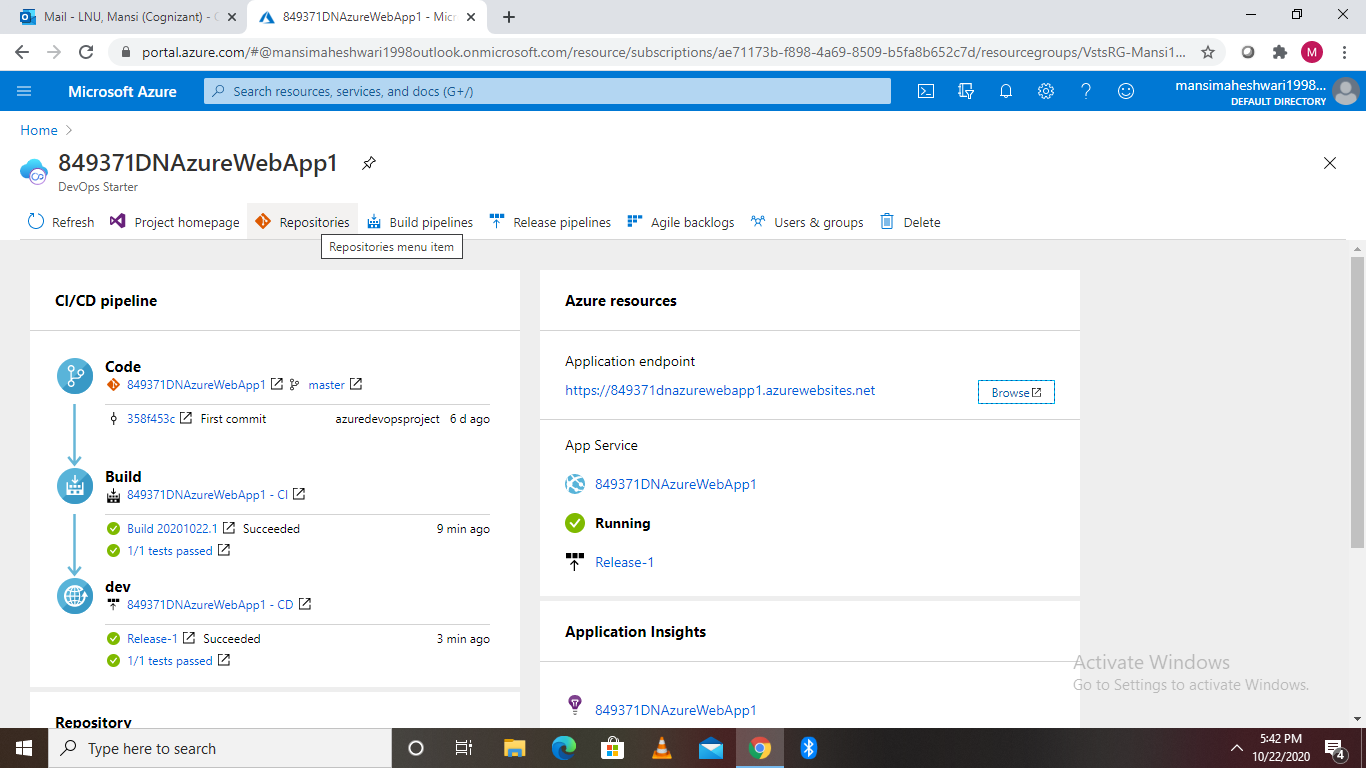 Mail - LNU, Mansi (Cognizant) -
849371DNAzureWebApp1 - Micr
portal.azure.com/#@mansimaheshwari1998outlook.onmicrosoft.com/resource/subscriptions/ae71173b-f898-4a69-8509-b5fa8b652c7d/resourcegroups/VstsRG-Mansi1...
M
Microsoft Azure
Search resources, services, and docs (G+/)
mansimaheshwari1998...
DEFAULT DIRECTORY
Home
849371DNAzureWebApp1
DevOps Starter
Refresh
Project homepage
Repositories
Build pipelines
Release pipelines
Agile backlogs
Users & groups
Delete
Repositories menu item
CI/CD pipeline
Code
849371DNAzureWebApp1
master
358f453c
First commit
azuredevopsproject
6 d ago
Build
849371DNAzureWebApp1 - CI
Build 20201022.1
Succeeded
9 min ago
1/1 tests passed
dev
849371DNAzureWebApp1 - CD
Release-1
Succeeded
3 min ago
1/1 tests passed
Repository
Azure resources
Application endpoint
https://849371dnazurewebapp1.azurewebsites.net
Browse
App Service
849371DNAzureWebApp1
Running
Release-1
Application Insights
849371DNAzureWebApp1
Activate Windows
Go to Settings to activate Windows.
Type here to search
5:42 PM
10/22/2020
4